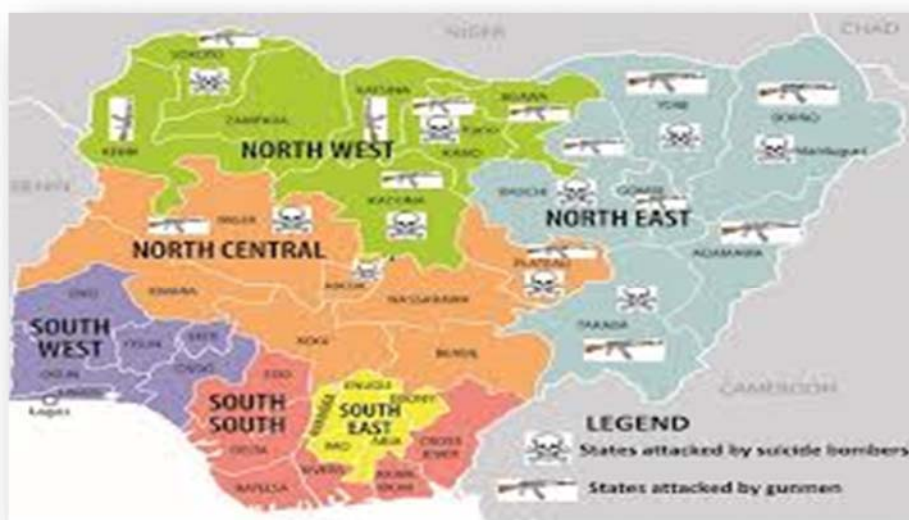 NIGER
CHAD
SOKOTO
KATSINA
JIGAWA
YOBE
ZAMFARA
BORNO
KEBBI
KANO
Kano
Maiduguri
NORTH WEST
BENIN
BAUCHI
GOMBE
KADUNA
NIGER
NORTH EAST
NORTH CENTRAL
ADAMAWA
PLATEAU
ABUJA
KWARA
NASSARAWA
OYO
TARABA
SOUTH
WEST
OSUN
EKITI
KOGI
BENUE
OGUN
ONDO
EDO
CAMEROON
LAGOS
Lagos
ENUGU
SOUTH
SOUTH
ANAMBRA
SOUTH
EAST
EBONYI
LEGEND
DELTA
IMO
ABIA
CROSS
RIVER
States attacked by suicide bombers
RIVERS
AKWA
IBOM
BAYELSA
States attacked by gunmen